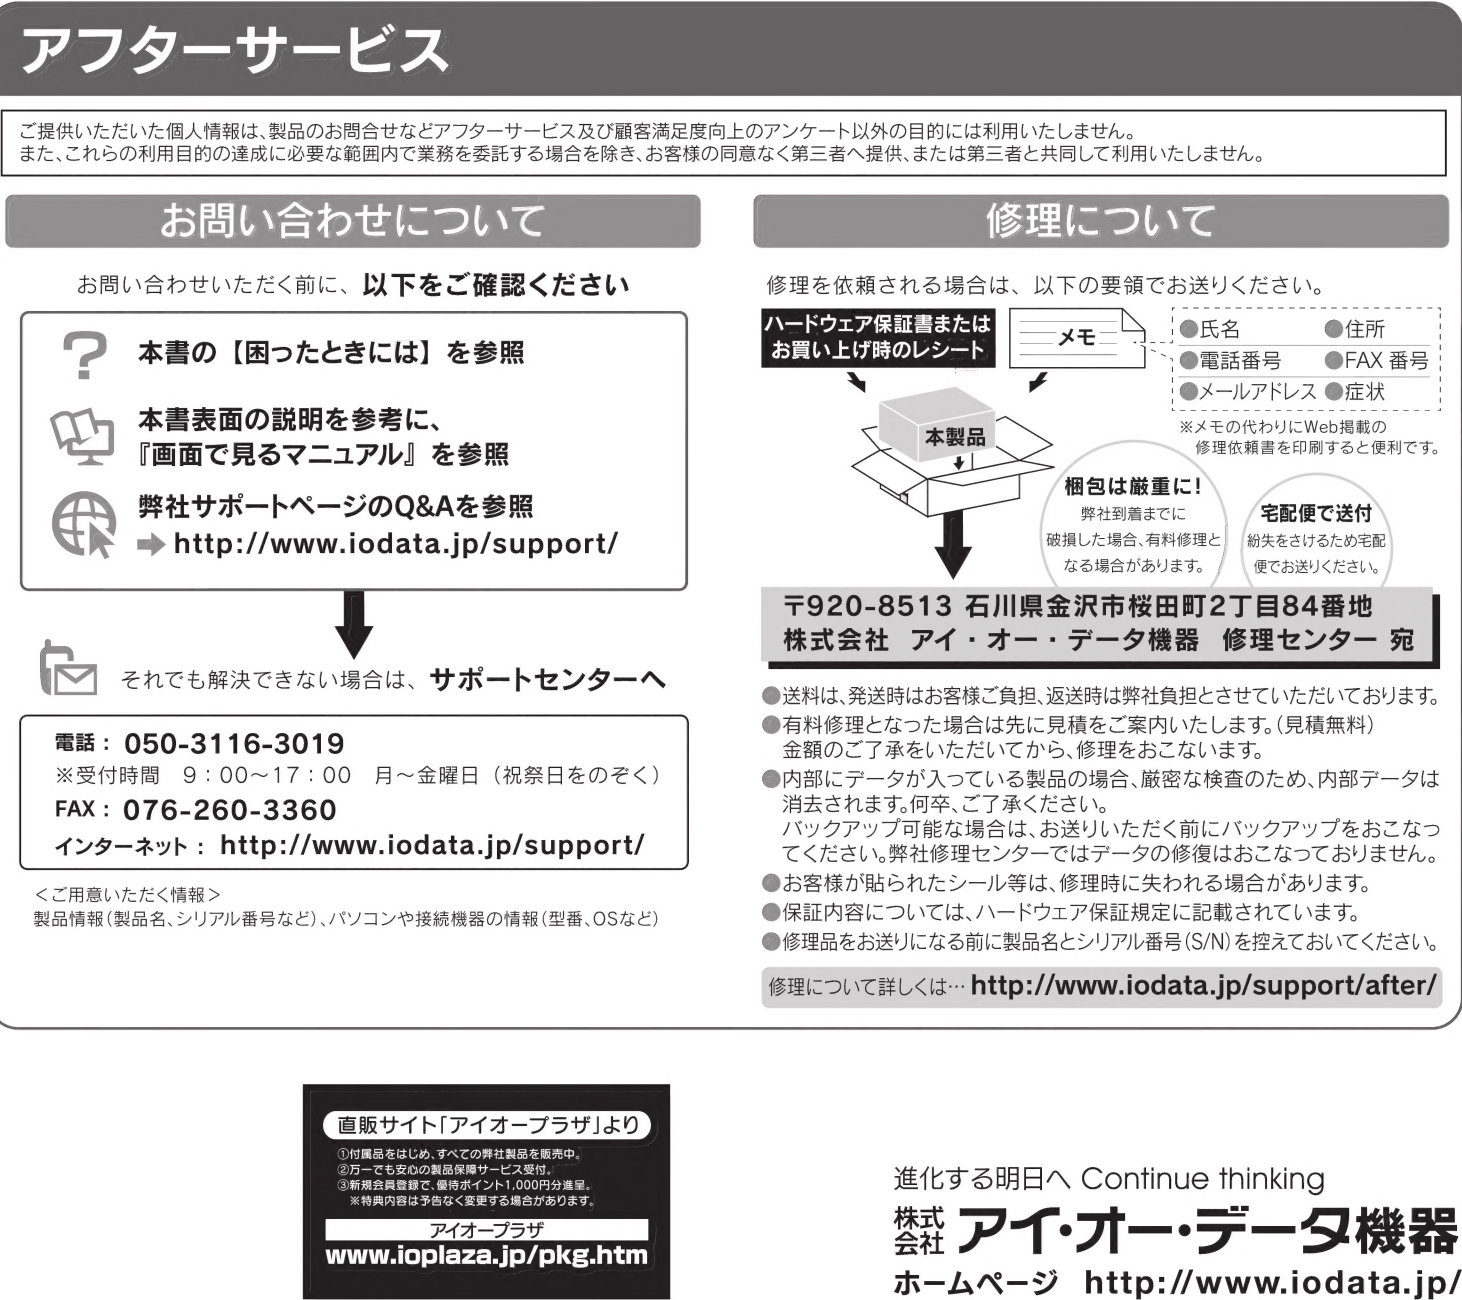 アフターサービス
ご提供いただいた個人情報は、製品のお問合せなどアフターサービス及び顧客満足度向上のアンケート以外の目的には利用いたしません。
また、これらの利用目的の達成に必要な範囲内で業務を委託する場合を除き、お客様の同意なく第三者へ提供、または第三者と共同して利用いたしません。
お問い合わせについて
お問い合わせいただく前に、以下をご確認ください
?
本書の【困ったときには】を参照
本書表面の説明を参考に、
『画面で見るマニュアル』を参照
弊社サポートページのQ&Aを参照
http://www.iodata.jp/support/
それでも解決できない場合は、サポートセンターへ
電話： 050-3116-3019
※受付時間　9：00～17：00　月～金曜日（祝祭日をのぞく）
FAX： 076-260-3360
インターネット： http://www.iodata.jp/support/
＜ご用意いただく情報＞
製品情報（製品名、シリアル番号など）、パソコンや接続機器の情報（型番、OSなど）
修理について
修理を依頼される場合は、以下の要領でお送りください。
ハードウェア保証書または
お買い上げ時のレシート
メモ
●氏名 ●住所
●電話番号 ●FAX 番号
●メールアドレス ●症状
※メモの代わりにWeb掲載の
修理依頼書を印刷すると便利です。
本製品
梱包は厳重に！
弊社到着までに
破損した場合、有料修理と
なる場合があります。
宅配便で送付
紛失をさけるため宅配
便でお送りください。
〒920-8513 石川県金沢市桜田町2丁目84番地
株式会社 アイ・オー・データ機器 修理センター 宛
●送料は、発送時はお客様ご負担、返送時は弊社負担とさせていただいております。
●有料修理となった場合は先に見積をご案内いたします。（見積無料）
金額のご了承をいただいてから、修理をおこないます。
●内部にデータが入っている製品の場合、厳密な検査のため、内部データは
消去されます。何卒、ご了承ください。
バックアップ可能な場合は、お送りいただく前にバックアップをおこなっ
てください。弊社修理センターではデータの修復はおこなっておりません。
●お客様が貼られたシール等は、修理時に失われる場合があります。
●保証内容については、ハードウェア保証規定に記載されています。
●修理品をお送りになる前に製品名とシリアル番号（S/N）を控えておいてください。
修理について詳しくは… http://www.iodata.jp/support/after/
直販サイト「アイオープラザ」より
①付属品をはじめ、すべての弊社製品を販売中。
②万一でも安心の製品保障サービス受付。
③新規会員登録で、優待ポイント1,000円分進呈。
※特典内容は予告なく変更する場合があります。
アイオープラザ
www.ioplaza.jp/pkg.htm
進化する明日へ Continue thinking
株式会社 アイ・オー・データ機器
ホームページ http://www.iodata.jp/